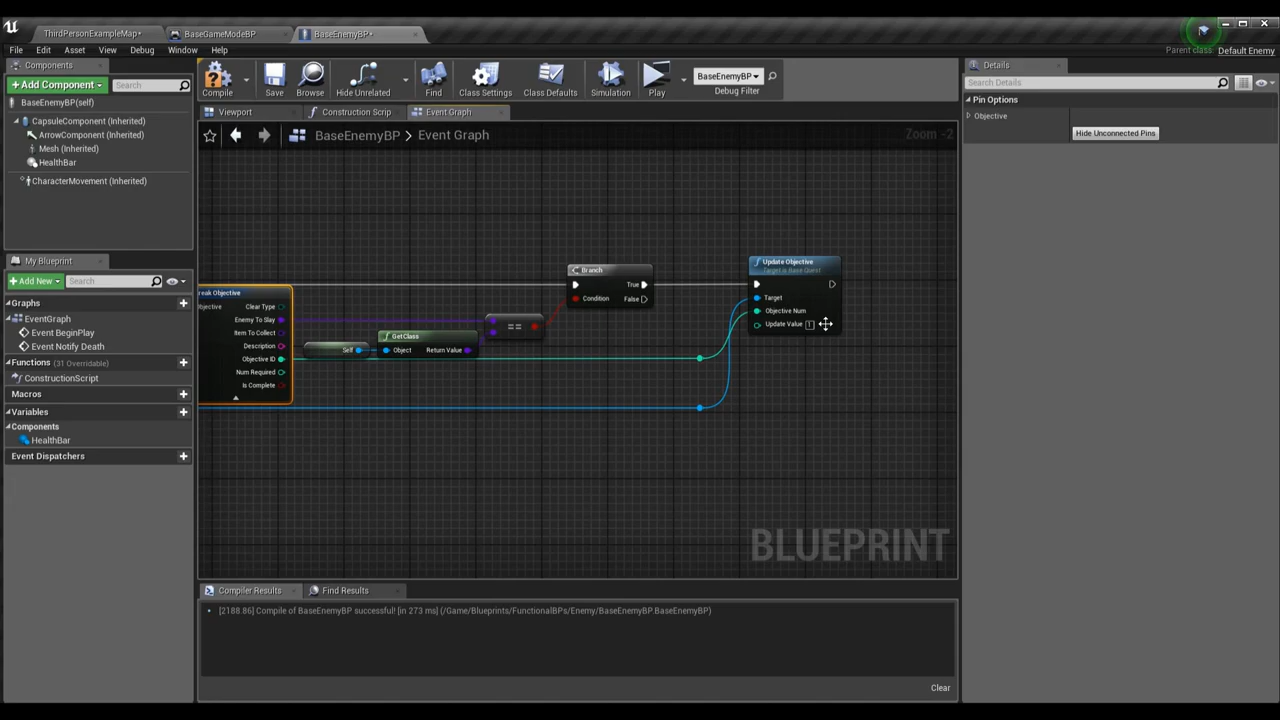 ThirdPersonExampleMap*
BaseGameModeBP
BaseEnemyBP*
File Edit Asset View Debug Window Help
Parent class: Default Enemy
Components
+ Add Component
Search
BaseEnemyBP(self)
CapsuleComponent (Inherited)
ArrowComponent (Inherited)
Mesh (Inherited)
HealthBar
CharacterMovement (Inherited)
My Blueprint
+ Add New
Search
Graphs
EventGraph
Event BeginPlay
Event Notify Death
Functions (31 Overridable)
ConstructionScript
Macros
Variables
Components
HealthBar
Event Dispatchers
Compile
Save
Browse
Hide Unrelated
Find
Class Settings
Class Defaults
Simulation
Play
BaseEnemyBP
Debug Filter
Viewport
Construction Scrip
Event Graph
BaseEnemyBP > Event Graph
Zoom -2
reak Objective
bjective
Clear Type
Enemy To Slay
Item To Collect
Description
Objective ID
Num Required
Is Complete
Self
GetClass
Object
Return Value
==
Branch
True
Condition
False
Update Objective
Target is Base Quest
Target
Objective Num
Update Value 1
BLUEPRINT
Compiler Results
Find Results
[2188.86] Compile of BaseEnemyBP successful! [in 273 ms] (/Game/Blueprints/FunctionalBPs/Enemy/BaseEnemyBP.BaseEnemyBP)
Clear
Details
Search Details
Pin Options
Objective
Hide Unconnected Pins